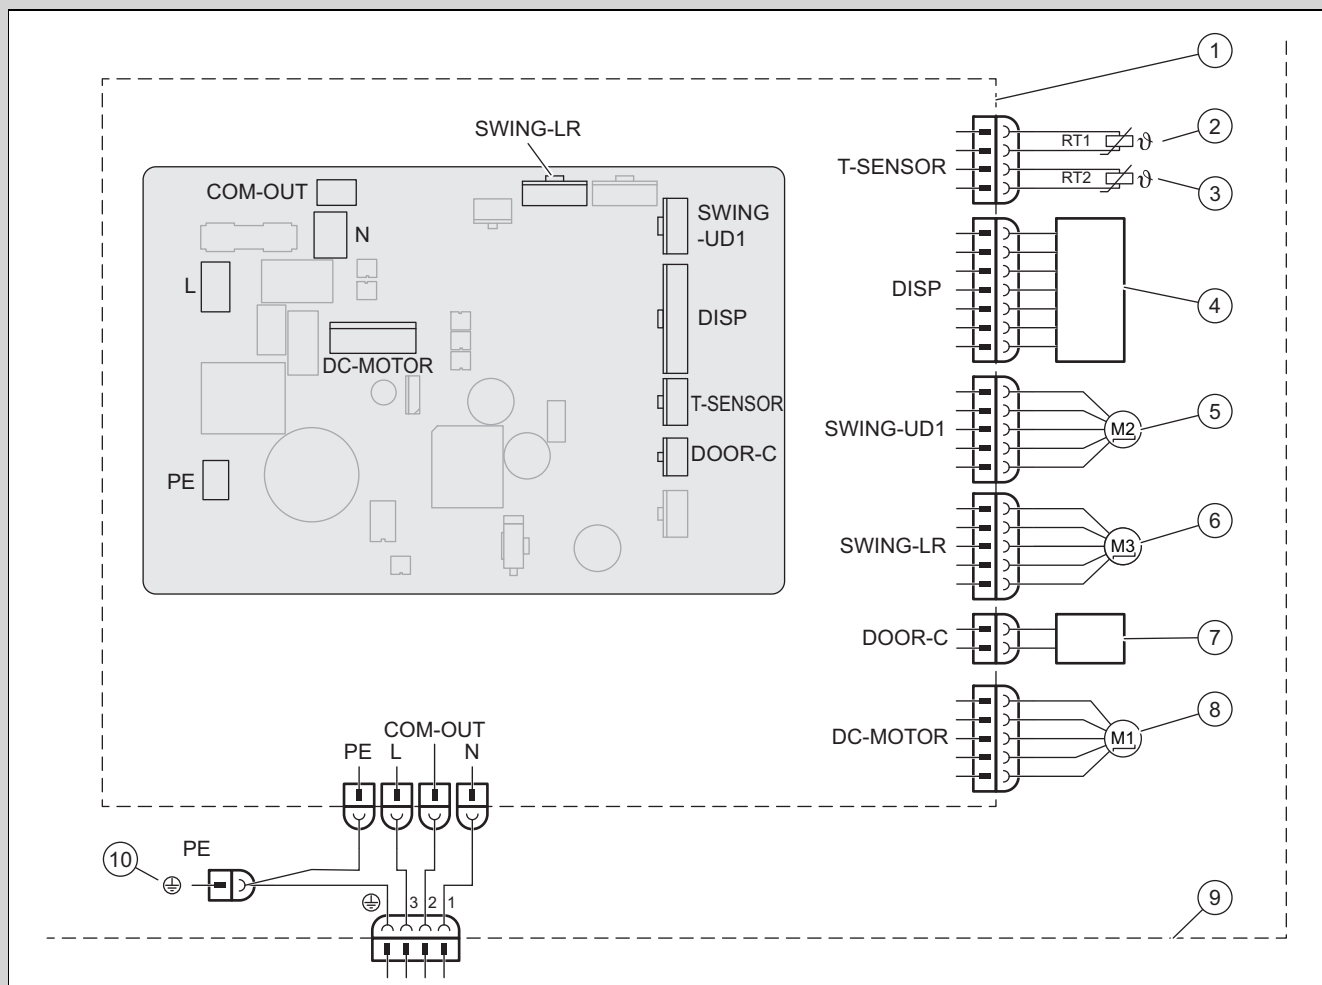 1
SWING-LR
2
RT1 ϑ
T-SENSOR
COM-OUT
RT2 ϑ
3
SWING
-UD1
N
L
DISP
DISP
4
DC-MOTOR
T-SENSOR
SWING-UD1
M2
5
DOOR-C
PE
SWING-LR
M3
6
DOOR-C
7
DC-MOTOR
M1
8
COM-OUT
PE L N
PE
10
3 2 1
9